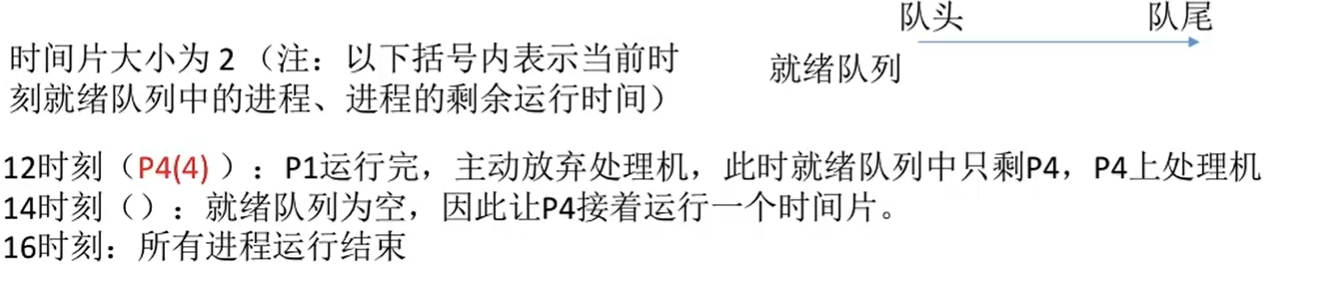 队头 队尾
时间片大小为 2 （注：以下括号内表示当前时
就绪队列
刻就绪队列中的进程、进程的剩余运行时间）
12时刻（P4(4) ）：P1运行完，主动放弃处理机，此时就绪队列中只剩P4，P4上处理机
14时刻（）：就绪队列为空，因此让P4接着运行一个时间片。
16时刻：所有进程运行结束